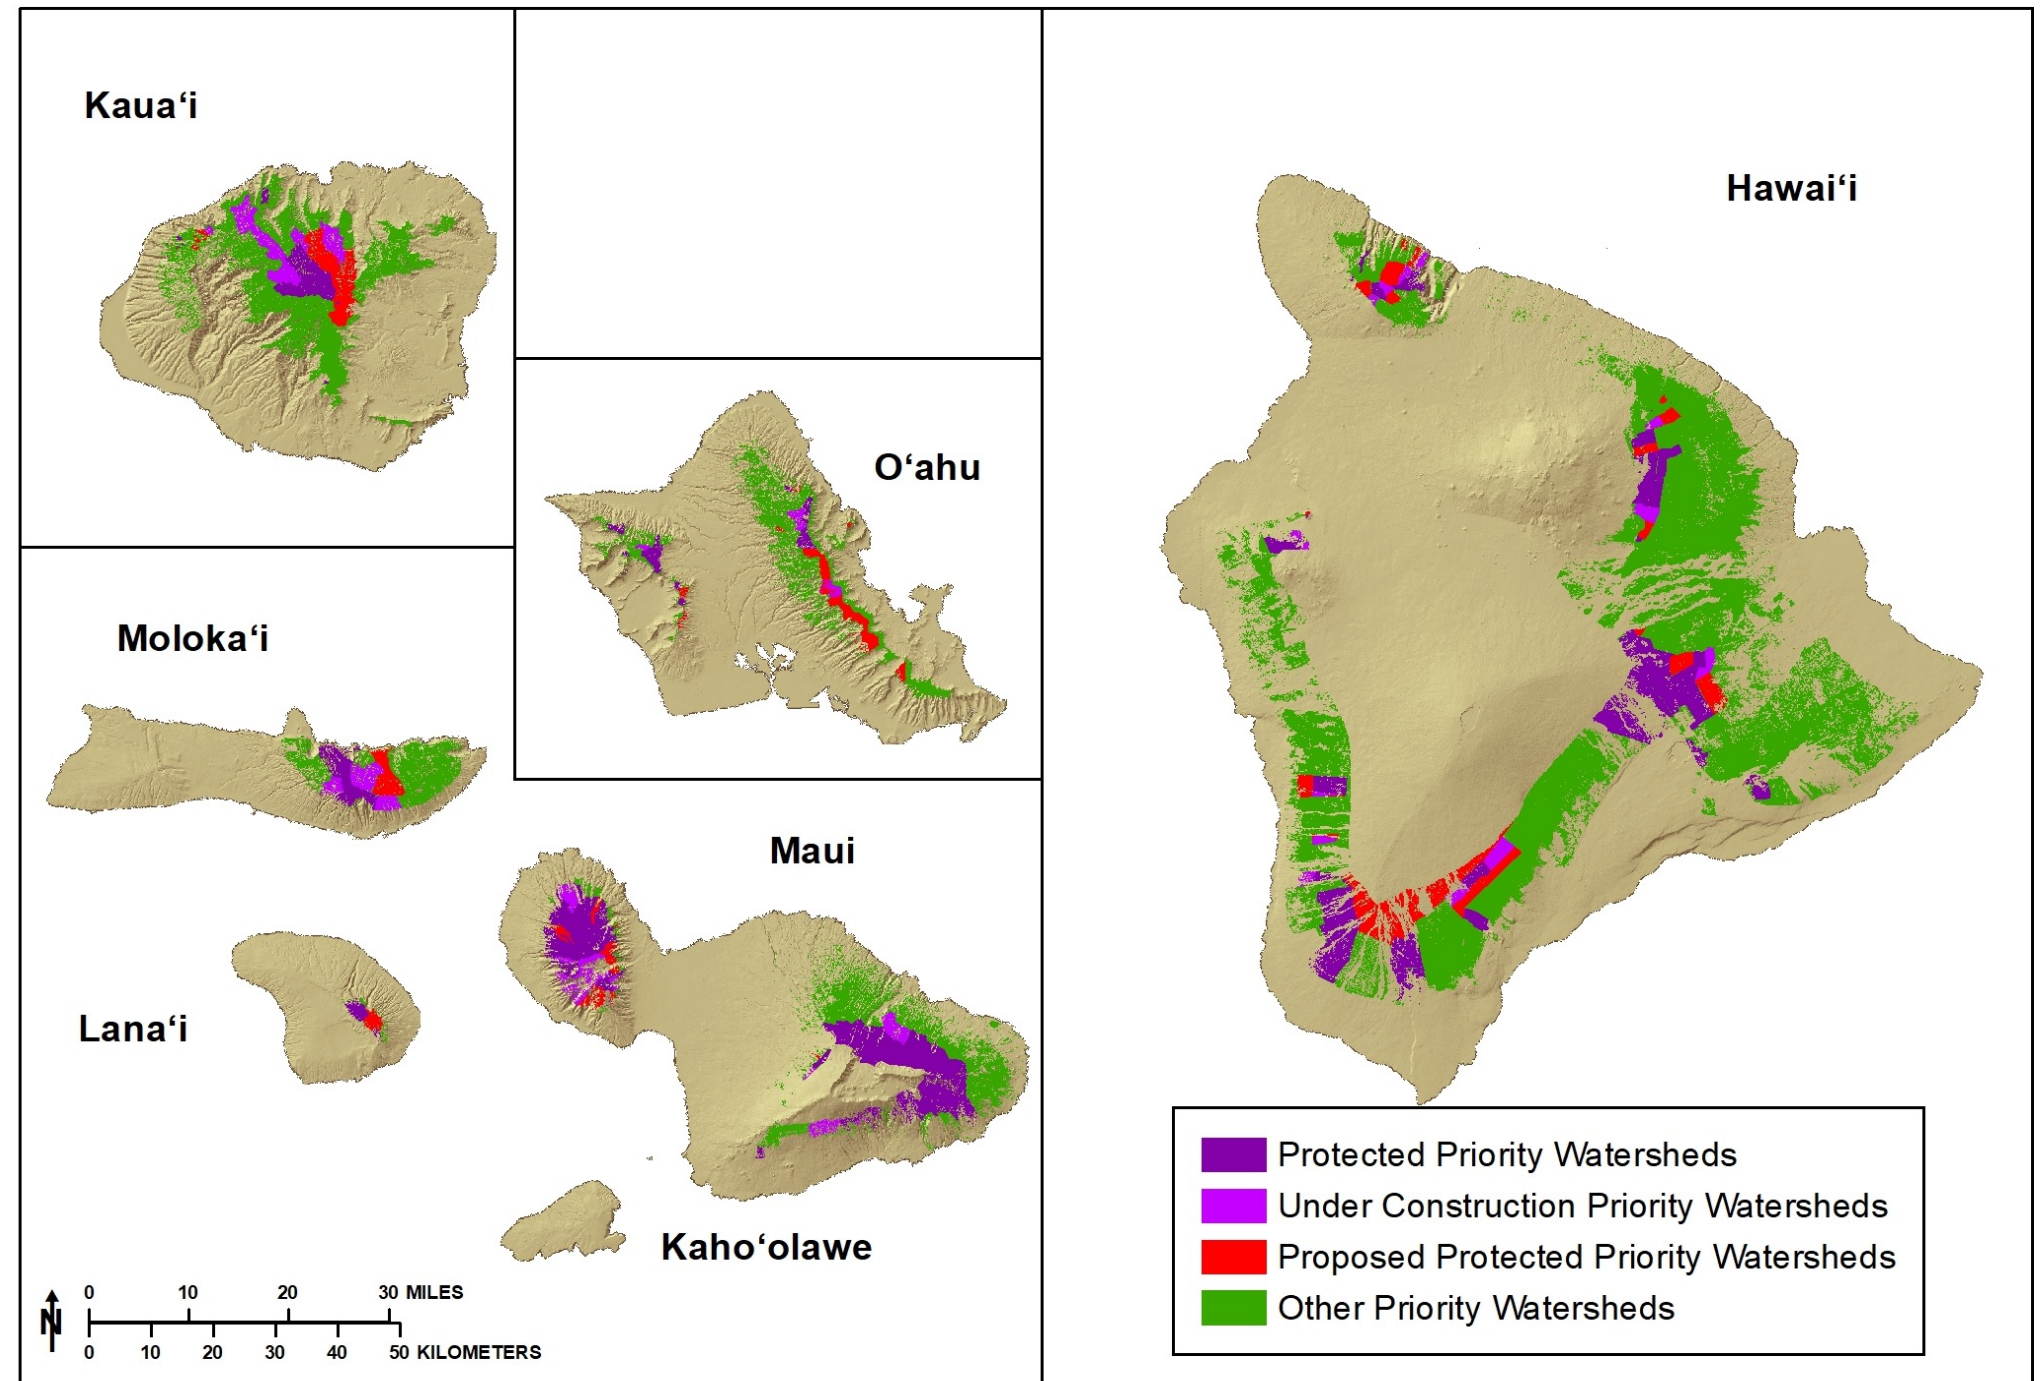 Kauaʻi
Hawaiʻi
Oʻahu
Molokaʻi
Maui
Lanaʻi
Kahoʻolawe
Protected Priority Watersheds
Under Construction Priority Watersheds
Proposed Protected Priority Watersheds
Other Priority Watersheds
N
0 10 20 30 MILES
0 10 20 30 40 50 KILOMETERS